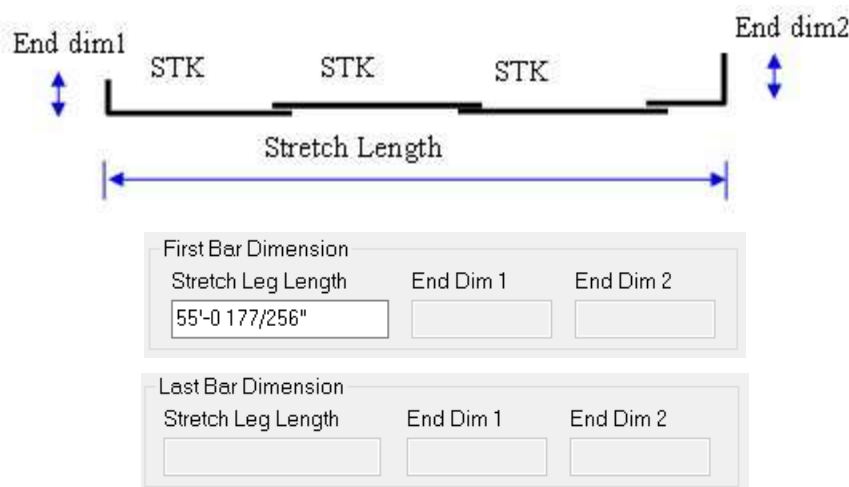 End dim1
End dim2
STK STK STK
Stretch Length
First Bar Dimension
Stretch Leg Length End Dim 1 End Dim 2
55'-0 177/256"
Last Bar Dimension
Stretch Leg Length End Dim 1 End Dim 2